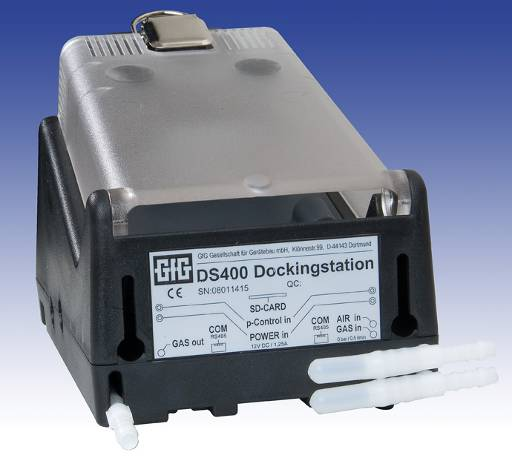 GfG Gesellschaft für Gerätebau mbH, Klönnestr.99, D-44143 Dortmund
GfG DS400 Dockingstation
CE SN:08011415 QC:
SD-CARD
p-Control in
GAS out COM RS485 POWER in 12V DC / 1,25A COM RS485 AIR in GAS in